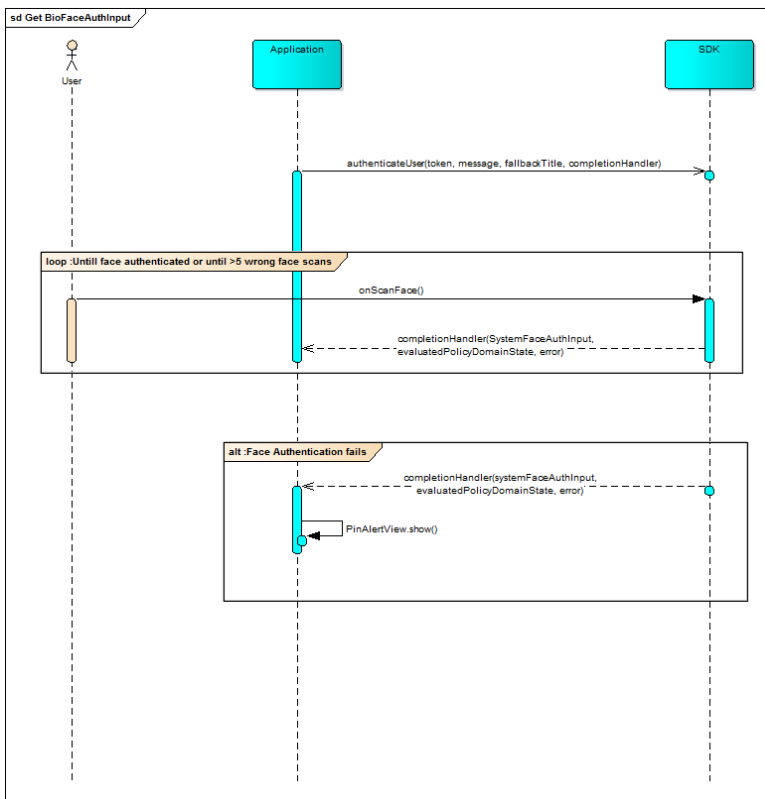 sd Get BioFaceAuthInput
User
Application
SDK
authenticateUser(token, message, fallbackTitle, completionHandler)
loop :Untill face authenticated or until >5 wrong face scans
onScanFace()
completionHandler(SystemFaceAuthInput,
evaluatedPolicyDomainState, error)
alt :Face Authentication fails
completionHandler(systemFaceAuthInput,
evaluatedPolicyDomainState, error)
PinAlertView.show()